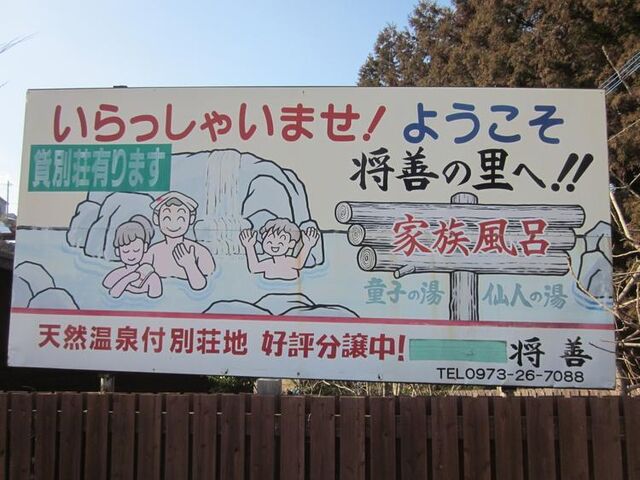 いらっしゃいませ! ようこそ
貸別荘有ります
将善の里へ!!
家族風呂
童子の湯 仙人の湯
天然温泉付別荘地 好評分譲中! 将善
TEL0973-26-7088